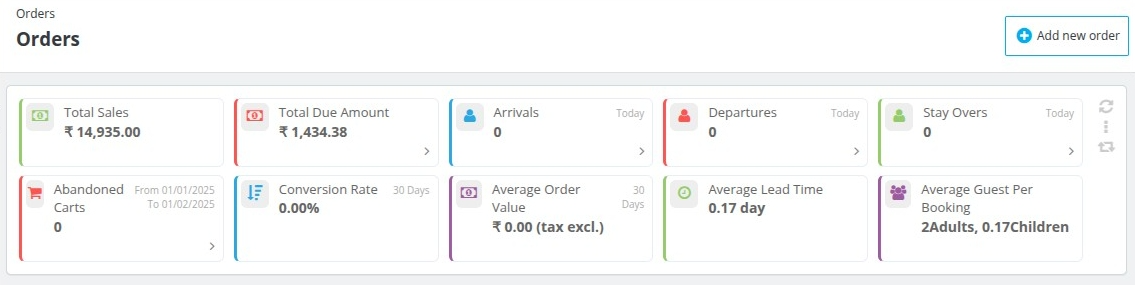 Orders
Orders
Add new order
Total Sales
₹ 14,935.00
Total Due Amount
₹ 1,434.38
Arrivals
Today
0
Departures
Today
0
Stay Overs
Today
0
Abandoned
Carts
From 01/01/2025
To 01/02/2025
0
Conversion Rate
30 Days
0.00%
Average Order
Value
30
Days
₹ 0.00 (tax excl.)
Average Lead Time
0.17 day
Average Guest Per
Booking
2Adults, 0.17Children